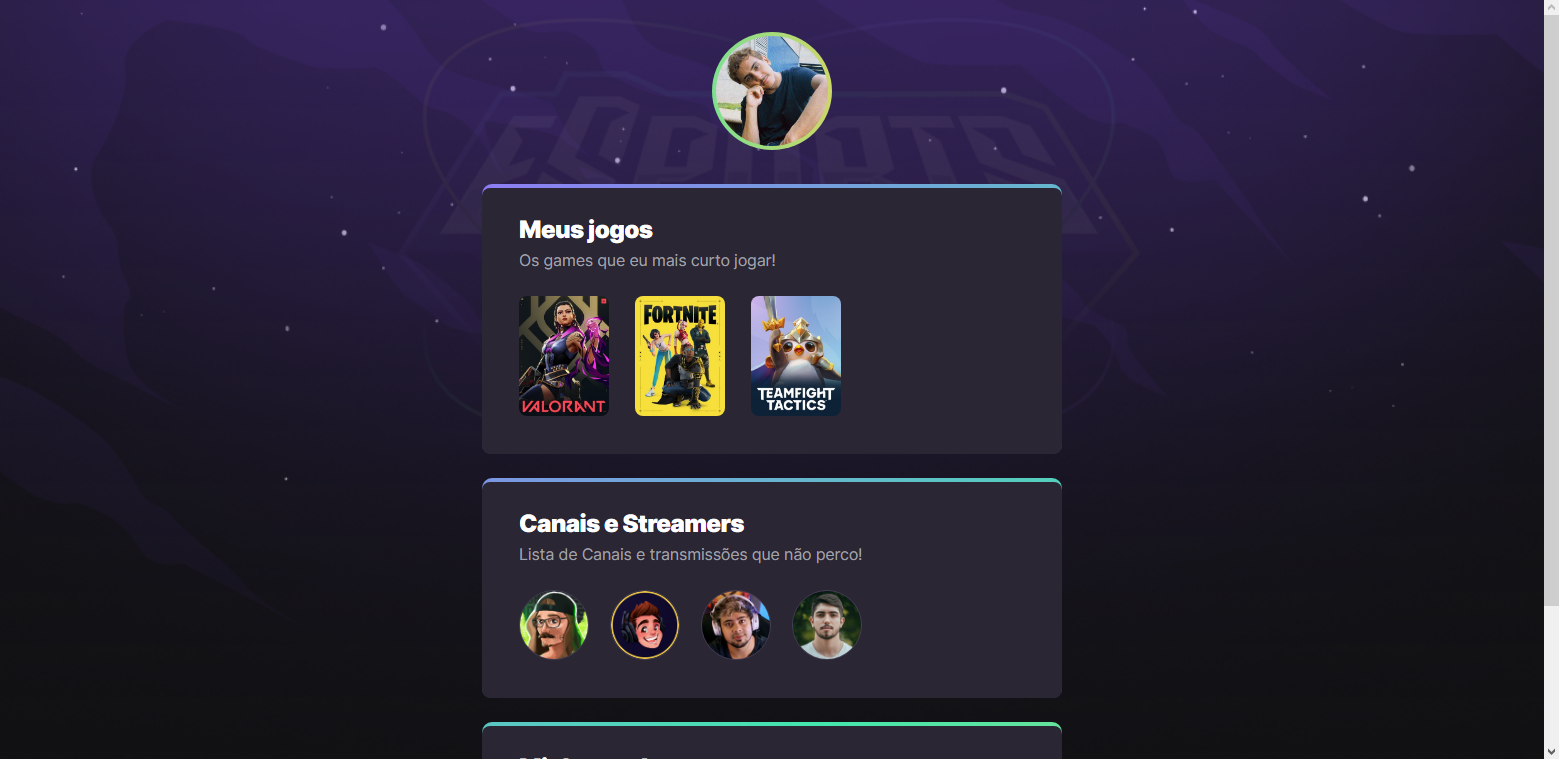 ESPORTS
Meus jogos
Os games que eu mais curto jogar!
VALORANT
FORTNITE
TEAMFIGHT
TACTICS
Canais e Streamers
Lista de Canais e transmissões que não perco!